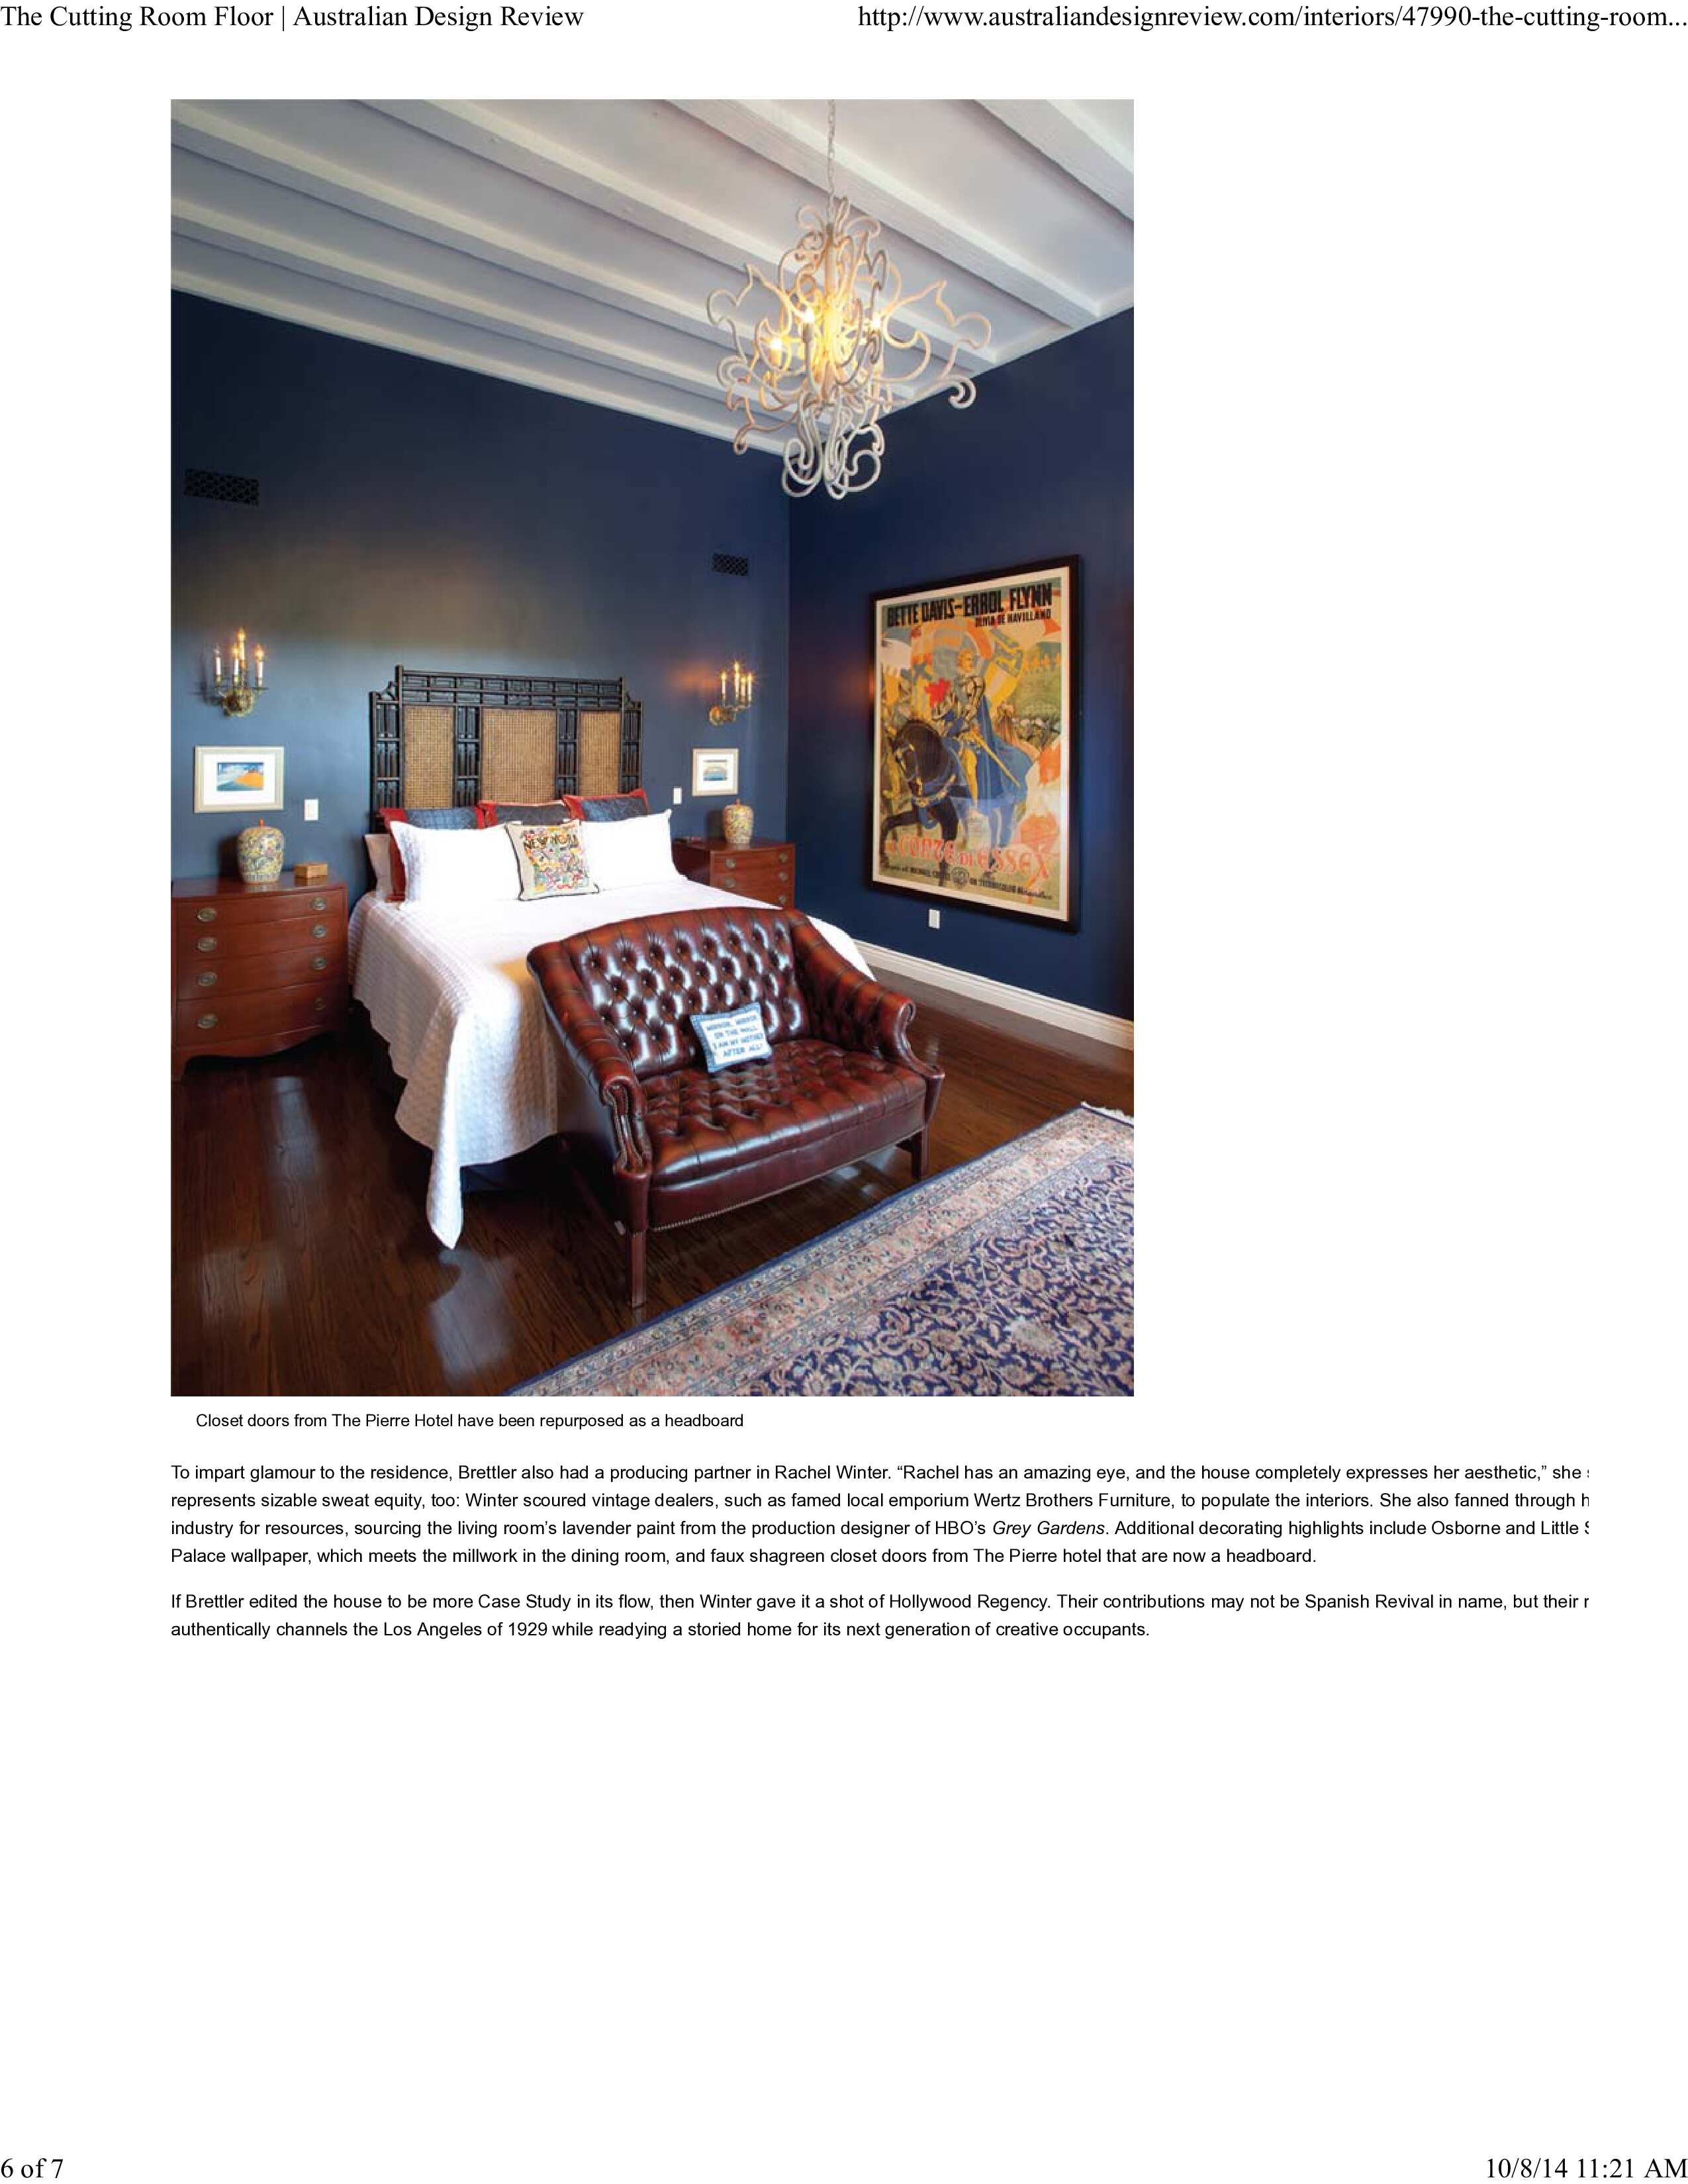 The Cutting Room Floor | Australian Design Review
http://www.australiandesignreview.com/interiors/47990-the-cutting-room...
BETTE DAVIS-ERROL FLYNN
OLIVIA DE HAVILLAND
CONTE DI ESSEX
MICHAEL
IN TECHNICOLOR
NEW YORK
MIRROR, MIRROR
ON THE WALL
I AM MY MOTHER
AFTER ALL!
Closet doors from The Pierre Hotel have been repurposed as a headboard
To impart glamour to the residence, Brettler also had a producing partner in Rachel Winter. “Rachel has an amazing eye, and the house completely expresses her aesthetic,” she
represents sizable sweat equity, too: Winter scoured vintage dealers, such as famed local emporium Wertz Brothers Furniture, to populate the interiors. She also fanned through
industry for resources, sourcing the living room’s lavender paint from the production designer of HBO’s Grey Gardens. Additional decorating highlights include Osborne and Little
Palace wallpaper, which meets the millwork in the dining room, and faux shagreen closet doors from The Pierre hotel that are now a headboard.
If Brettler edited the house to be more Case Study in its flow, then Winter gave it a shot of Hollywood Regency. Their contributions may not be Spanish Revival in name, but their
authentically channels the Los Angeles of 1929 while readying a storied home for its next generation of creative occupants.
6 of 7
10/8/14 11:21 AM